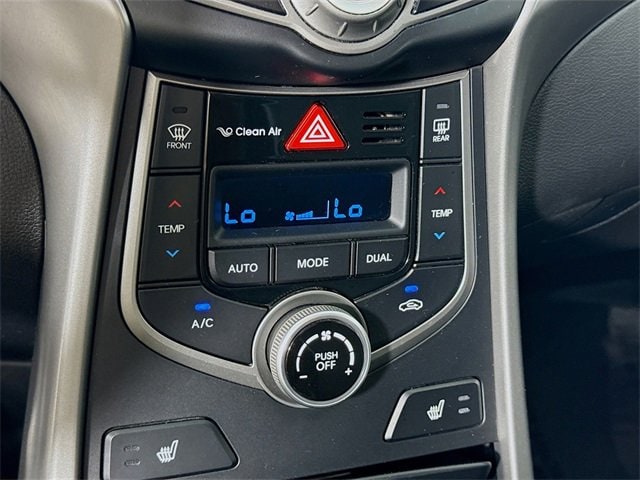 Clean Air
FRONT
REAR
TEMP
Lo Lo
TEMP
AUTO
MODE
DUAL
A/C
PUSH
OFF
- +